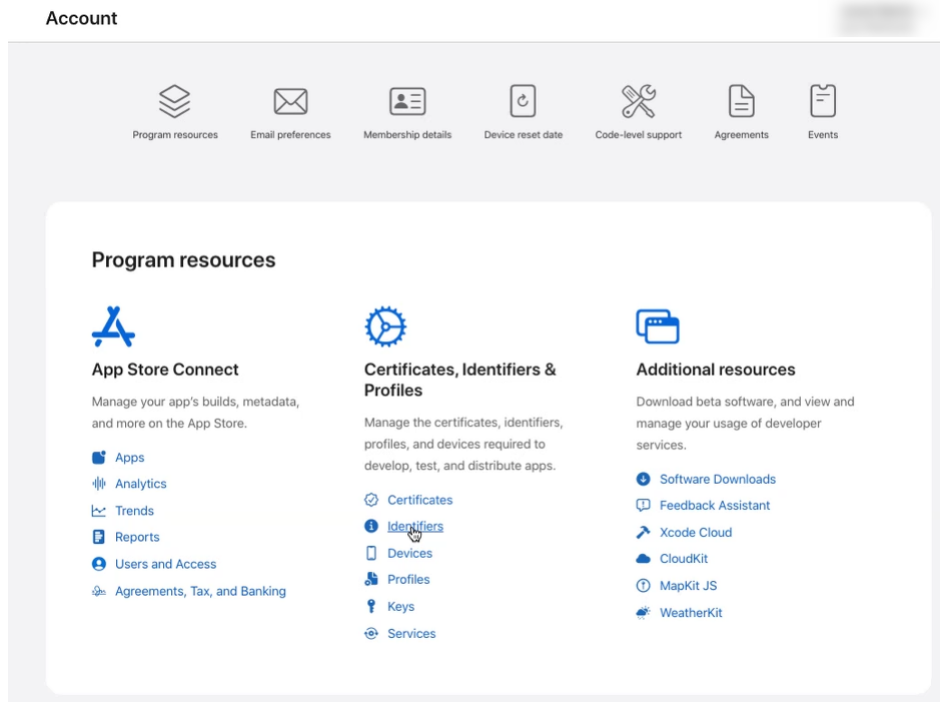 Account
Program resources
Email preferences
Membership details
Device reset date
Code-level support
Agreements
Events
Program resources
App Store Connect
Manage your app's builds, metadata,
and more on the App Store.
Apps
Analytics
Trends
Reports
Users and Access
Agreements, Tax, and Banking
Certificates, Identifiers &
Profiles
Manage the certificates, identifiers,
profiles, and devices required to
develop, test, and distribute apps.
Certificates
Identifiers
Devices
Profiles
Keys
Services
Additional resources
Download beta software, and view and
manage your usage of developer
services.
Software Downloads
Feedback Assistant
Xcode Cloud
CloudKit
MapKit JS
WeatherKit